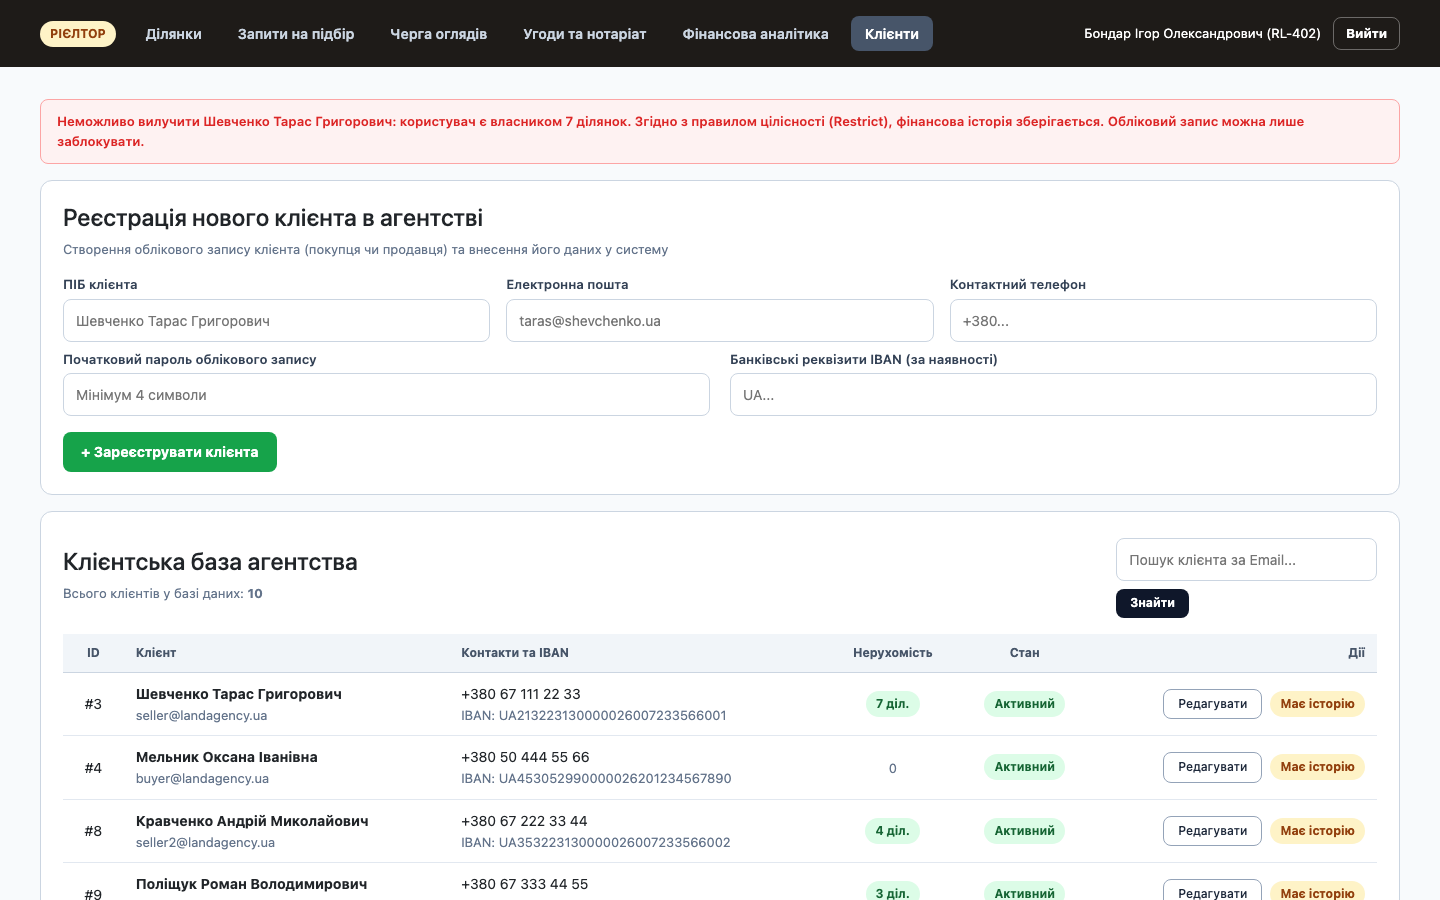 РІЄЛТОР Ділянки Запити на підбір Черга оглядів Угоди та нотаріат Фінансова аналітика Клієнти Бондар Ігор Олександрович (RL-402) Вийти
Неможливо вилучити Шевченко Тарас Григорович: користувач є власником 7 ділянок. Згідно з правилом цілісності (Restrict), фінансова історія зберігається. Обліковий запис можна лише
заблокувати.
Реєстрація нового клієнта в агентстві
Створення облікового запису клієнта (покупця чи продавця) та внесення його даних у систему
ПІБ клієнта Електронна пошта Контактний телефон
Шевченко Тарас Григорович taras@shevchenko.ua +380...
Початковий пароль облікового запису Банківські реквізити IBAN (за наявності)
Мінімум 4 символи UA...
+ Зареєструвати клієнта
Клієнтська база агентства
Всього клієнтів у базі даних: 10
Пошук клієнта за Email...
Знайти
ID Клієнт Контакти та IBAN Нерухомість Стан Дії
#3 Шевченко Тарас Григорович +380 67 111 22 33 7 діл. Активний Редагувати Має історію
seller@landagency.ua IBAN: UA213223130000026007233566001
#4 Мельник Оксана Іванівна +380 50 444 55 66 0 Активний Редагувати Має історію
buyer@landagency.ua IBAN: UA453052990000026201234567890
#8 Кравченко Андрій Миколайович +380 67 222 33 44 4 діл. Активний Редагувати Має історію
seller2@landagency.ua IBAN: UA353223130000026007233566002
#9 Поліщук Роман Володимирович +380 67 333 44 55 3 діл. Активний Редагувати Має історію